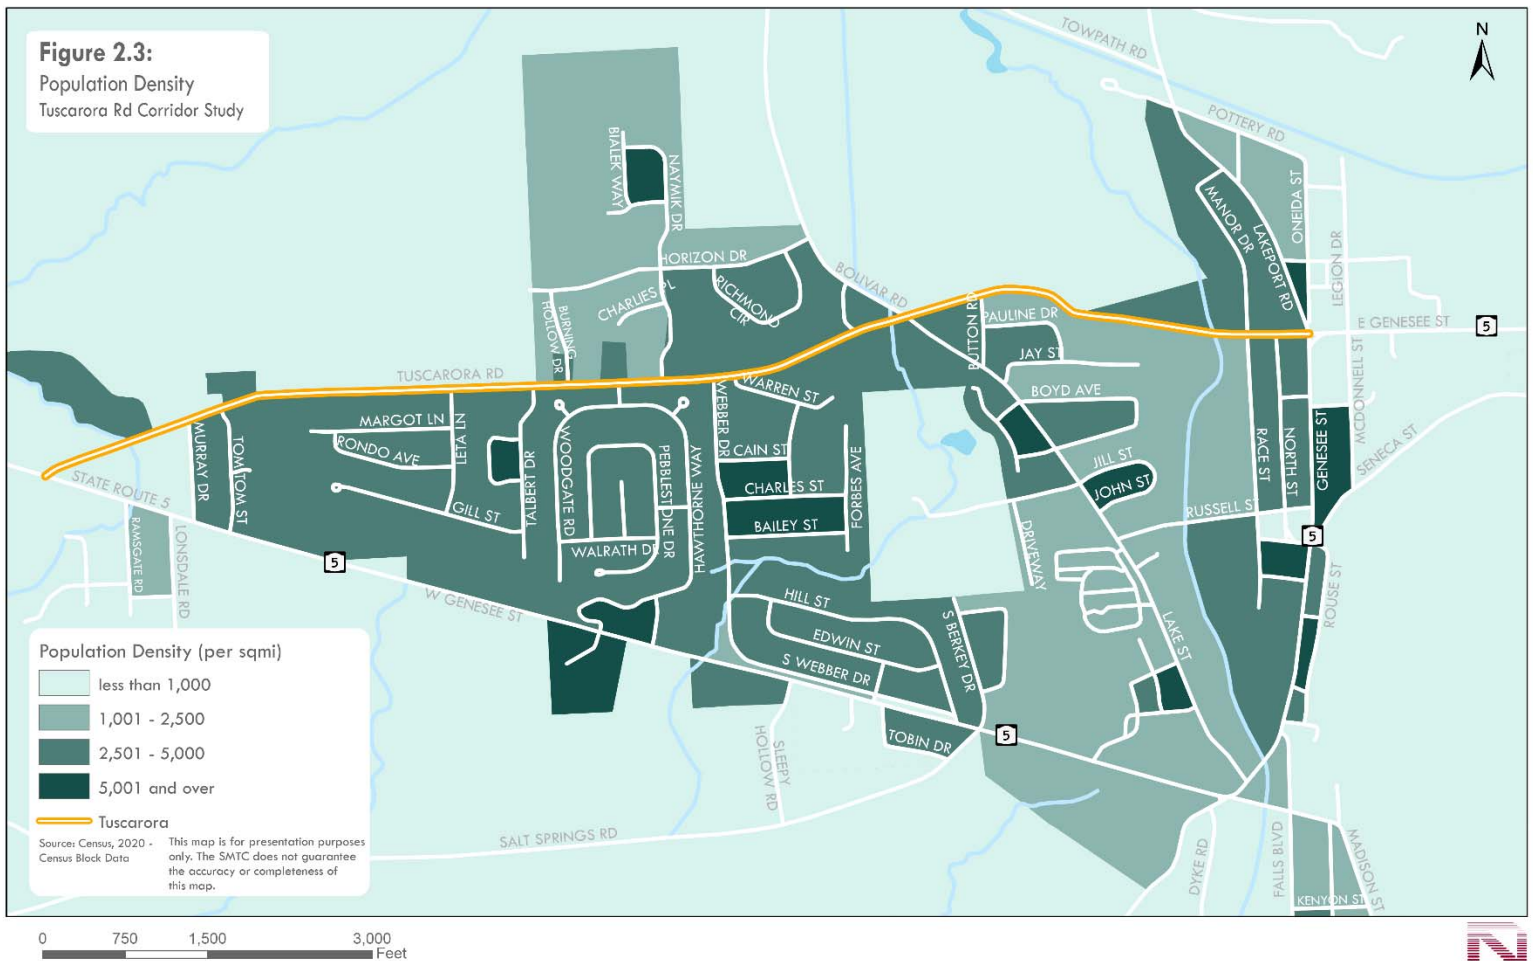 Figure 2.3:
Population Density
Tuscarora Rd Corridor Study
N
TOWPATH RD
POTTERY RD
BIALEK WAY
NAYMIK DR
ONEIDA ST
MANOR DR
LAKEPORT RD
LEGION DR
HORIZON DR
BOLIVAR RD
RICHMOND
CIR
CHARLIES PL
BURNING
HOLLOW DR
BUTTON RD
PAULINE DR
E GENESEE ST
5
JAY ST
MCDONNELL ST
TUSCARORA RD
WARREN ST
BOYD AVE
WEBBER DR
MARGOT LN
LETA LN
RONDO AVE
MURRAY DR
TOM TOM ST
TALBERT DR
WOODGATE RD
PEBBLESTONE DR
HAWTHORNE WAY
CAIN ST
CHARLES ST
BAILEY ST
FORBES AVE
JILL ST
JOHN ST
RACE ST
NORTH ST
GENESEE ST
SENECA ST
STATE ROUTE 5
GILL ST
RUSSELL ST
RAMSGATE RD
LONSDALE RD
WALRATH DR
DRIVEWAY
5
5
W GENESEE ST
HILL ST
EDWIN ST
S WEBBER DR
S BERKEY DR
LAKE ST
ROUSE ST
TOBIN DR
5
SLEEPY
HOLLOW RD
SALT SPRINGS RD
DYKE RD
FALLS BLVD
MADISON ST
KENYON ST
Population Density (per sqmi)
less than 1,000
1,001 - 2,500
2,501 - 5,000
5,001 and over
Tuscarora
Source: Census, 2020 -
Census Block Data
This map is for presentation purposes
only. The SMTC does not guarantee
the accuracy or completeness of
this map.
0 750 1,500 3,000
Feet